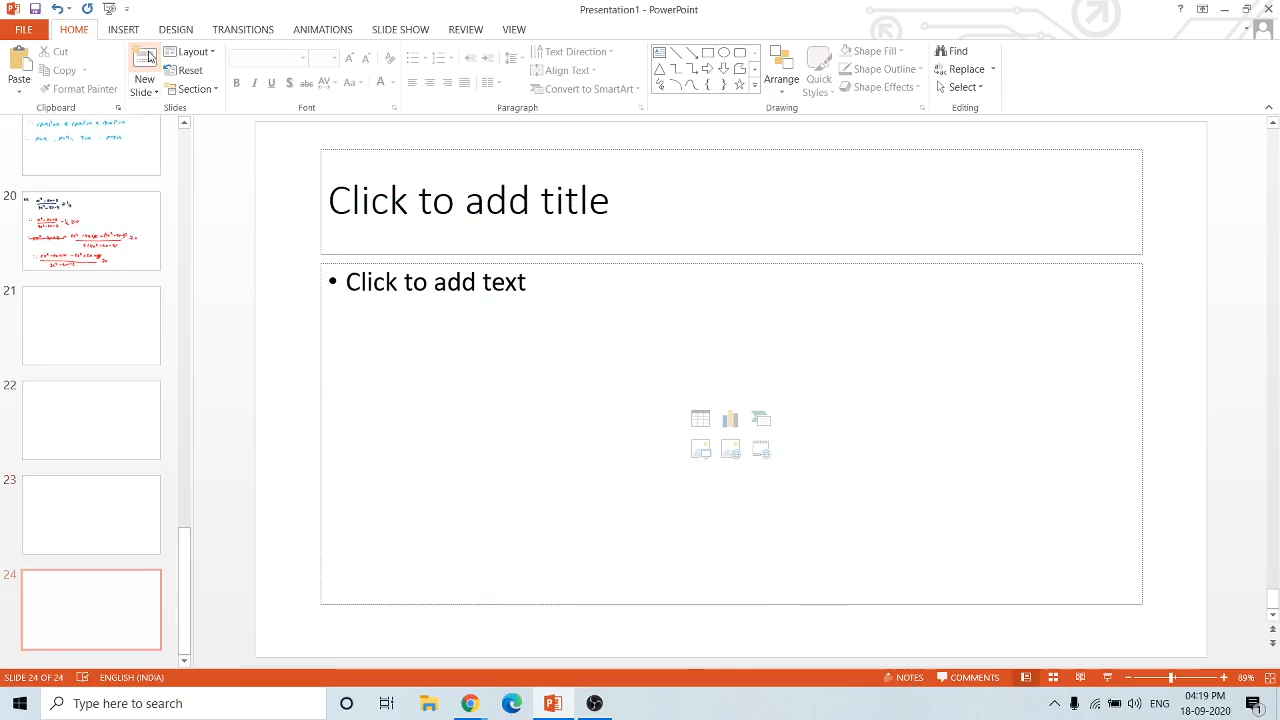 Presentation1 - PowerPoint
?
FILE
HOME
INSERT
DESIGN
TRANSITIONS
ANIMATIONS
SLIDE SHOW
REVIEW
VIEW
Paste
Cut
Copy
Format Painter
Clipboard
New
Slide
Layout
Reset
Section
Slides
B I U S abc AV Aa A
Font
Text Direction
Align Text
Convert to SmartArt
Paragraph
Arrange
Quick
Styles
Shape Fill
Shape Outline
Shape Effects
Drawing
Find
Replace
Select
Editing
20
21
22
23
24
Click to add title
• Click to add text
SLIDE 24 OF 24
ENGLISH (INDIA)
NOTES
COMMENTS
89%
Type here to search
ENG
04:19 PM
18-09-2020